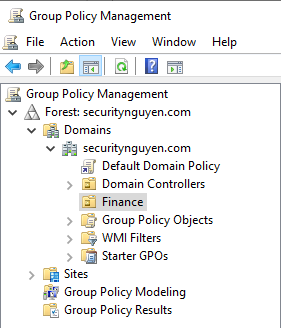 Group Policy Management
File Action View Window Help
Group Policy Management
Forest: securitynguyen.com
Domains
securitynguyen.com
Default Domain Policy
Domain Controllers
Finance
Group Policy Objects
WMI Filters
Starter GPOs
Sites
Group Policy Modeling
Group Policy Results